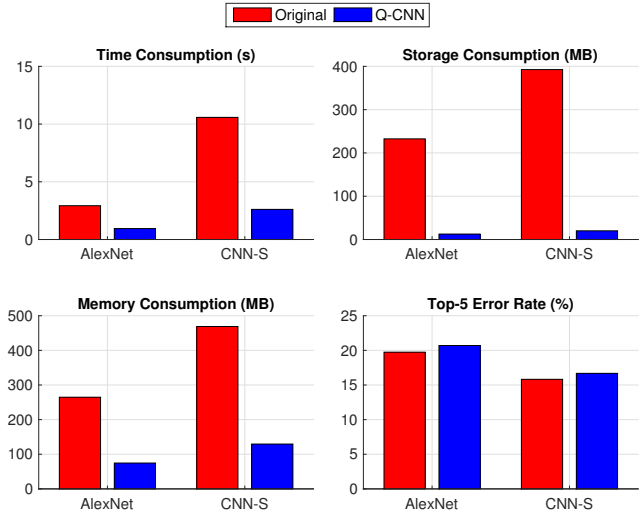 Original Q-CNN
Time Consumption (s)
15
10
5
0
AlexNet CNN-S
Storage Consumption (MB)
400
300
200
100
0
AlexNet CNN-S
Memory Consumption (MB)
500
400
300
200
100
0
AlexNet CNN-S
Top-5 Error Rate (%)
25
20
15
10
5
0
AlexNet CNN-S